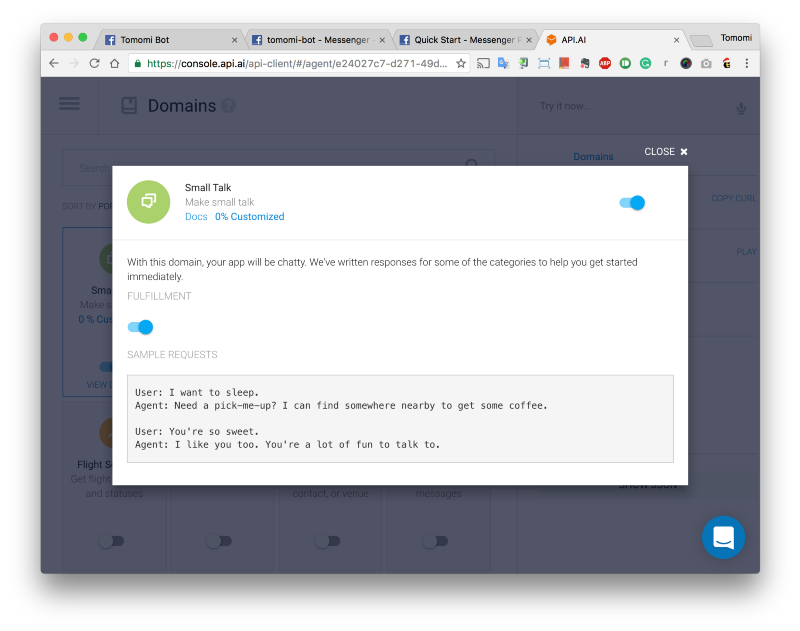 Tomomi Bot
tomomi-bot - Messenger -
Quick Start - Messenger P
API.AI
Tomomi
https://console.api.ai/api-client/#/agent/e24027c7-d271-49d...
ABP
Domains
Try it now...
CLOSE
Search
Domains
Small Talk
Make small talk
Docs 0% Customized
COPY CURL
SORT BY POP
With this domain, your app will be chatty. We've written responses for some of the categories to help you get started
immediately.
PLAY
FULFILLMENT
Sma
Make s
0 % Cus
SAMPLE REQUESTS
VIEW D
User: I want to sleep.
Agent: Need a pick-me-up? I can find somewhere nearby to get some coffee.
User: You're so sweet.
Agent: I like you too. You're a lot of fun to talk to.
Flight S
Get flight
and statuses
contact, or venue
messages
SHOW JSON